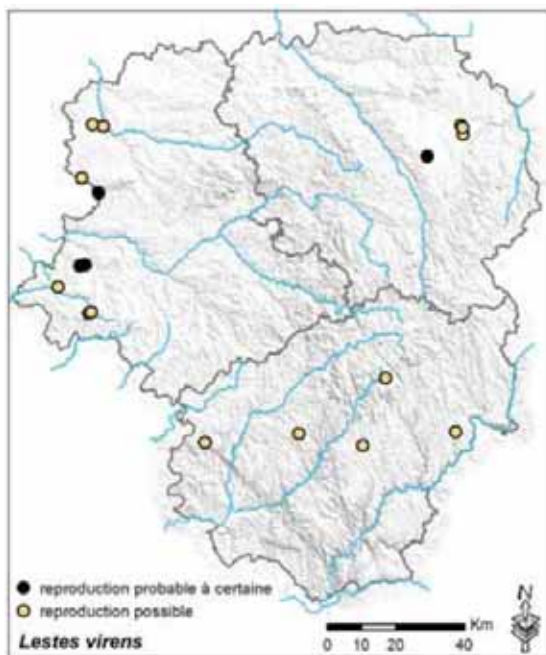 reproduction probable à certaine
reproduction possible
Lestes virens
N
Km
0 10 20 40